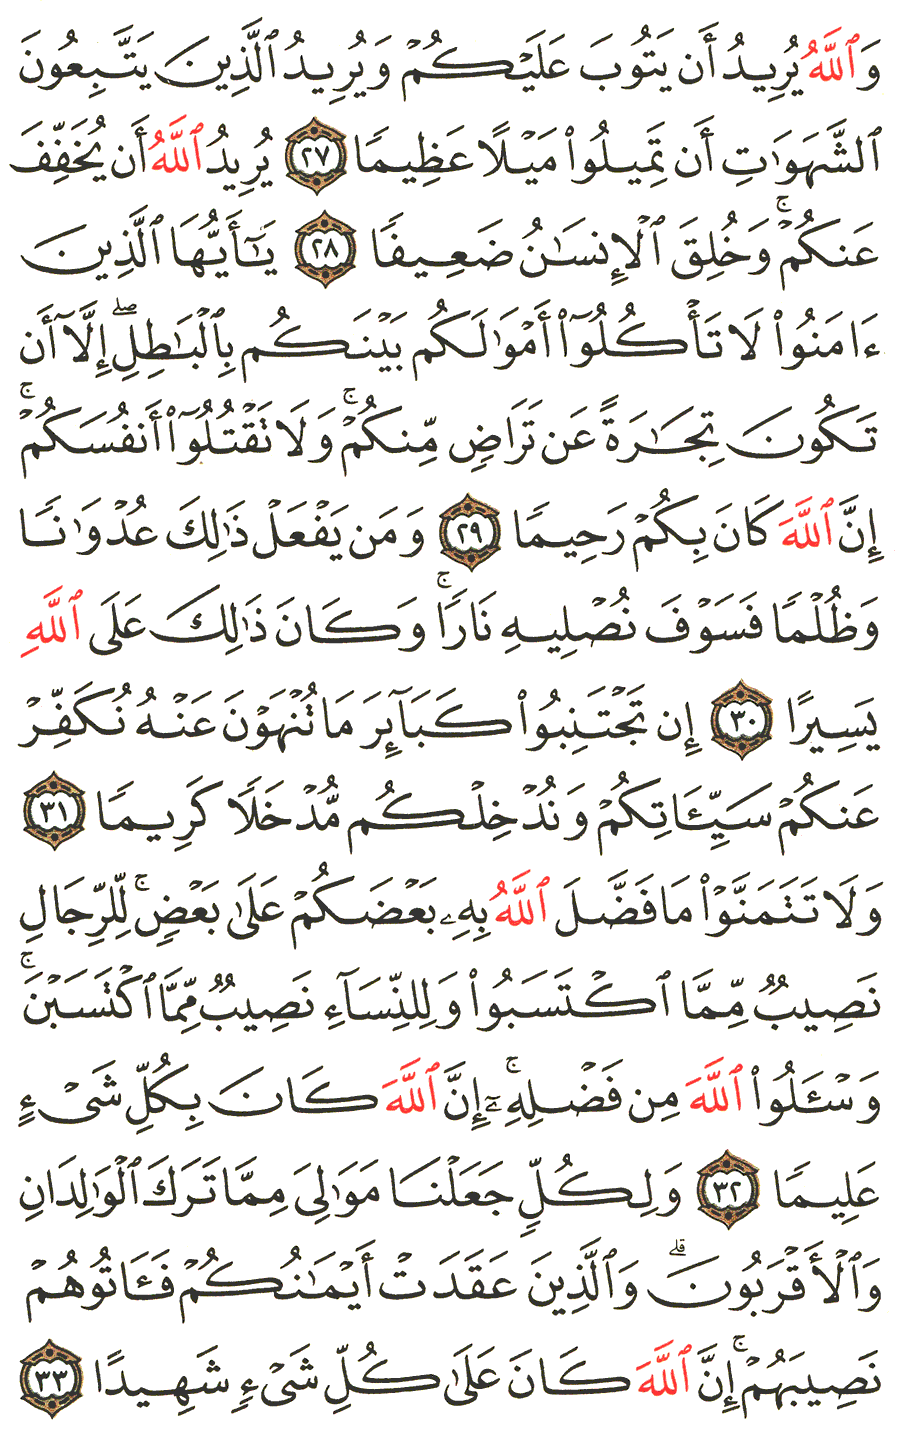 وَٱللَّهُ يُرِيدُ أَن يَتُوبَ عَلَيۡكُمۡ وَيُرِيدُ ٱلَّذِينَ يَتَّبِعُونَ
ٱلشَّهَوَٰتِ أَن تَمِيلُواْ مَيۡلًا عَظِيمٗا ٢٧ يُرِيدُ ٱللَّهُ أَن يُخَفِّفَ
عَنكُمۡۚ وَخُلِقَ ٱلۡإِنسَٰنُ ضَعِيفٗا ٢٨ يَٰٓأَيُّهَا ٱلَّذِينَ
ءَامَنُواْ لَا تَأۡكُلُوٓاْ أَمۡوَٰلَكُم بَيۡنَكُم بِٱلۡبَٰطِلِۖ إِلَّآ أَن
تَكُونَ تِجَٰرَةً عَن تَرَاضٖ مِّنكُمۡۚ وَلَا تَقۡتُلُوٓاْ أَنفُسَكُمۡۚ
إِنَّ ٱللَّهَ كَانَ بِكُمۡ رَحِيمٗا ٢٩ وَمَن يَفۡعَلۡ ذَٰلِكَ عُدۡوَٰنٗا
وَظُلۡمٗا فَسَوۡفَ نُصۡلِيهِ نَارٗاۚ وَكَانَ ذَٰلِكَ عَلَى ٱللَّهِ
يَسِيرًا ٣٠ إِن تَجۡتَنِبُواْ كَبَآئِرَ مَا تُنۡهَوۡنَ عَنۡهُ نُكَفِّرۡ
عَنكُمۡ سَيِّـَٔاتِكُمۡ وَنُدۡخِلۡكُم مُّدۡخَلٗا كَرِيمٗا ٣١
وَلَا تَتَمَنَّوۡاْ مَا فَضَّلَ ٱللَّهُ بِهِۦ بَعۡضَكُمۡ عَلَىٰ بَعۡضٖۚ لِّلرِّجَالِ
نَصِيبٞ مِّمَّا ٱكۡتَسَبُواْ وَلِلنِّسَآءِ نَصِيبٞ مِّمَّا ٱكۡتَسَبۡنَۚ
وَسۡـَٔلُواْ ٱللَّهَ مِن فَضۡلِهِۦٓۚ إِنَّ ٱللَّهَ كَانَ بِكُلِّ شَيۡءٍ
عَلِيمٗا ٣٢ وَلِكُلّٖ جَعَلۡنَا مَوَٰلِيَ مِمَّا تَرَكَ ٱلۡوَٰلِدَانِ
وَٱلۡأَقۡرَبُونَۗ وَٱلَّذِينَ عَقَدَتۡ أَيۡمَٰنُكُمۡ فَـَٔاتُوهُمۡ
نَصِيبَهُمۡۚ إِنَّ ٱللَّهَ كَانَ عَلَىٰ كُلِّ شَيۡءٖ شَهِيدًا ٣٣